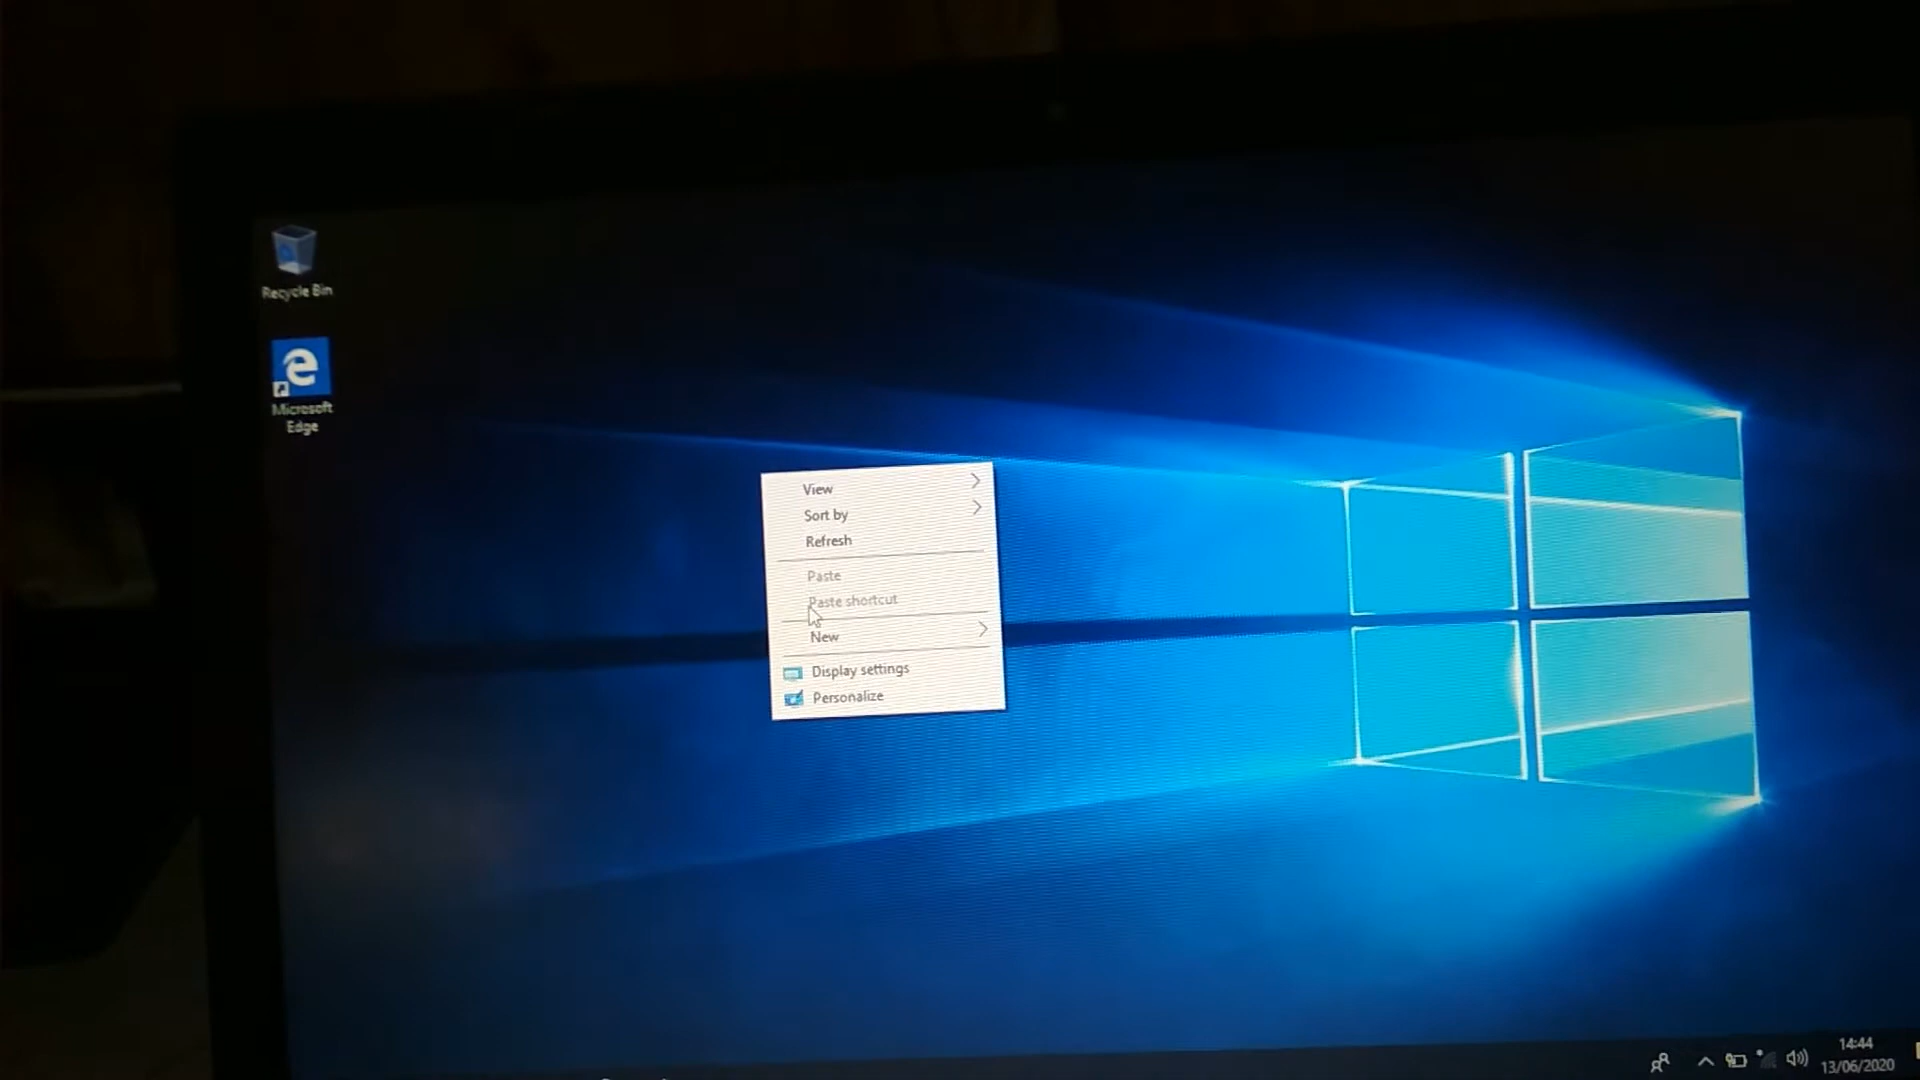 Recycle Bin
Microsoft
Edge
View
Sort by
Refresh
Paste
Paste shortcut
New
Display settings
Personalize
14:44
13/06/2020